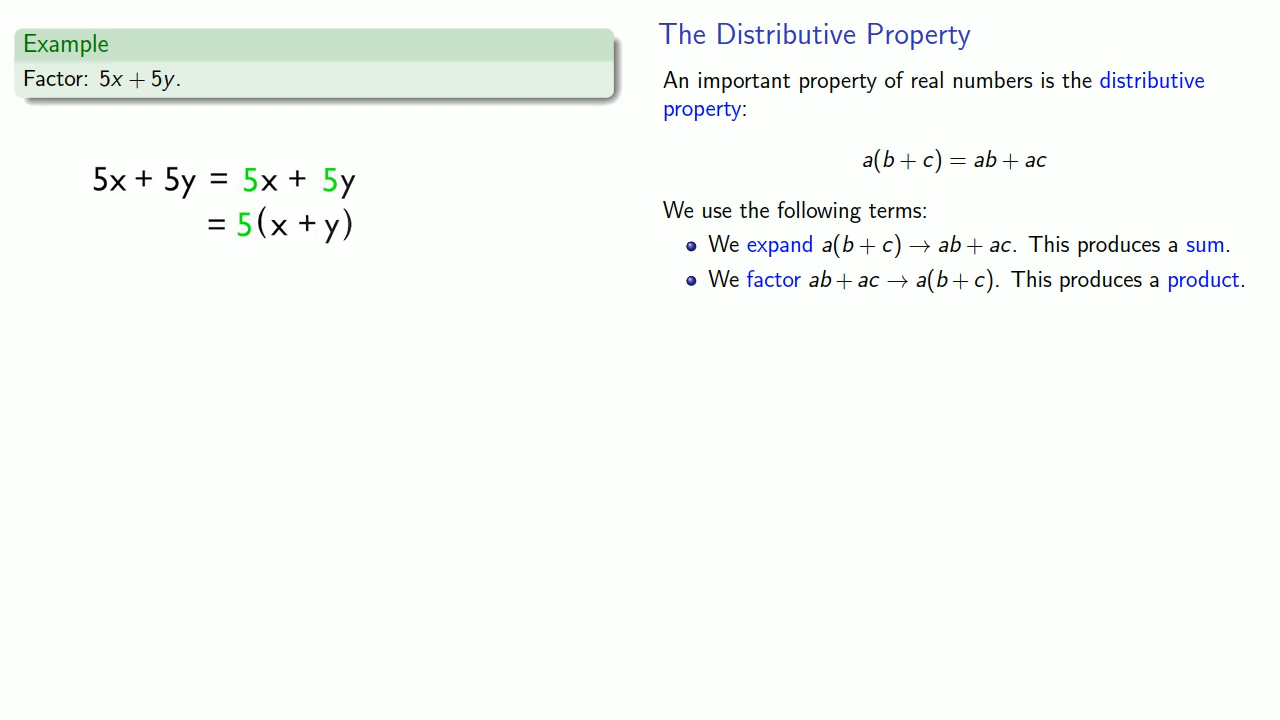 Example
Factor: 5x + 5y.
5x + 5y = 5x + 5y
= 5(x + y)
The Distributive Property
An important property of real numbers is the distributive
property:
a(b + c) = ab + ac
We use the following terms:
We expand a(b + c) → ab + ac. This produces a sum.
We factor ab + ac → a(b + c). This produces a product.